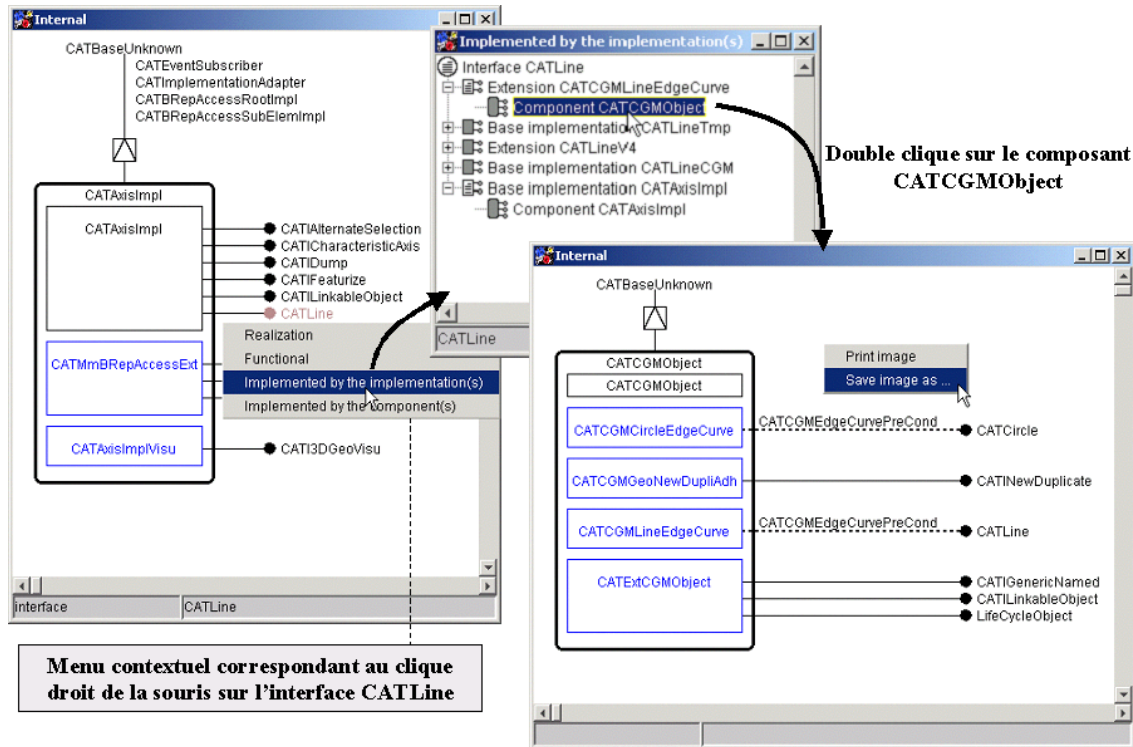 Internal
CATBaseUnknown
CATEventSubscriber
CATImplementationAdapter
CATBRepAccessRootImpl
CATBRepAccessSubElemImpl
CATAxisImpl
CATAxisImpl
CATIAlternateSelection
CATICharacteristicAxis
CATIDump
CATIFeaturize
CATILinkableObject
CATLine
CATMmBRepAccessExt
CATAxisImplVisu
CATI3DGeoVisu
Realization
Functional
Implemented by the implementation(s)
Implemented by the component(s)
interface
CATLine
Menu contextuel correspondant au clique
droit de la souris sur l'interface CATLine
Implemented by the implementation(s)
Interface CATLine
Extension CATCGMLineEdgeCurve
Component CATCGMObject
Base implementation CATLineTmp
Extension CATLineV4
Base implementation CATLineCGM
Base implementation CATAxisImpl
Component CATAxisImpl
CATLine
Double clique sur le composant
CATCGMObject
Internal
CATBaseUnknown
CATCGMObject
CATCGMObject
Print image
Save image as ...
CATCGMCircleEdgeCurve
CATCGMEdgeCurvePreCond
CATCircle
CATCGMGeoNewDupliAdh
CATINewDuplicate
CATCGMLineEdgeCurve
CATCGMEdgeCurvePreCond
CATLine
CATExtCGMObject
CATIGenericNamed
CATILinkableObject
LifeCycleObject